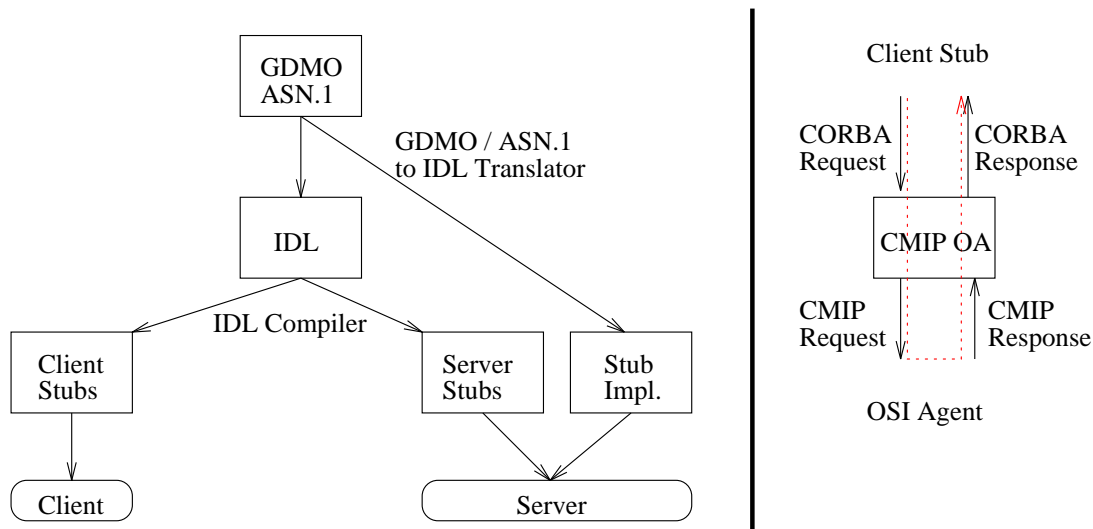 GDMO
ASN.1
GDMO / ASN.1
to IDL Translator
IDL
IDL Compiler
Client
Stubs
Server
Stubs
Stub
Impl.
Client
Server
Client Stub
CORBA
Request
CORBA
Response
CMIP OA
CMIP
Request
CMIP
Response
OSI Agent